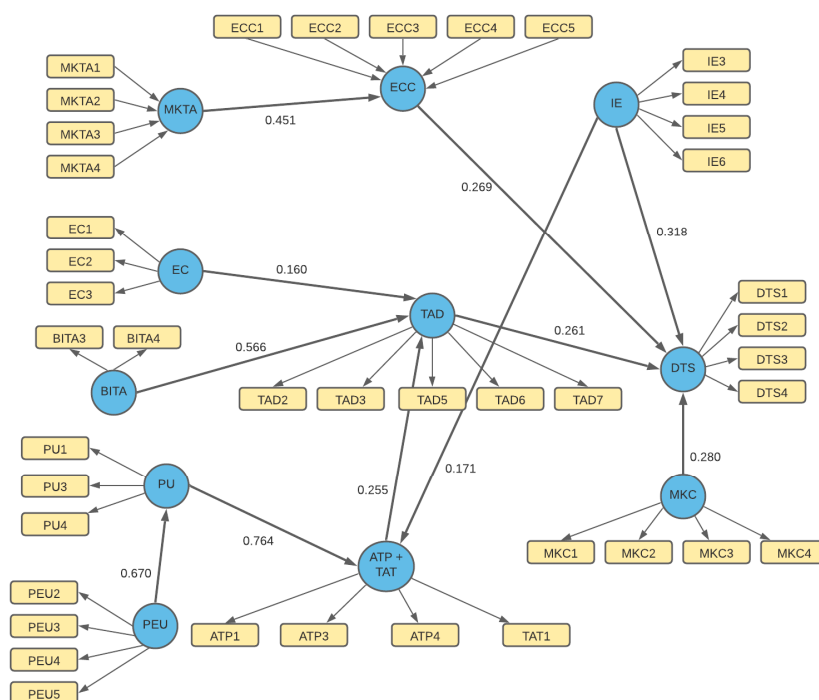 ECC1 ECC2 ECC3 ECC4 ECC5
MKTA1
MKTA2
MKTA3
MKTA4
MKTA
0.451
ECC
IE
IE3
IE4
IE5
IE6
0.269
0.318
EC1
EC2
EC3
EC
0.160
BITA3 BITA4
BITA
0.566
TAD
0.261
TAD2 TAD3 TAD5 TAD6 TAD7
DTS
DTS1
DTS2
DTS3
DTS4
0.280
MKC
MKC1 MKC2 MKC3 MKC4
PU1
PU3
PU4
PU
0.764
0.255
0.171
ATP +
TAT
0.670
PEU2
PEU3
PEU4
PEU5
PEU
ATP1 ATP3 ATP4 TAT1